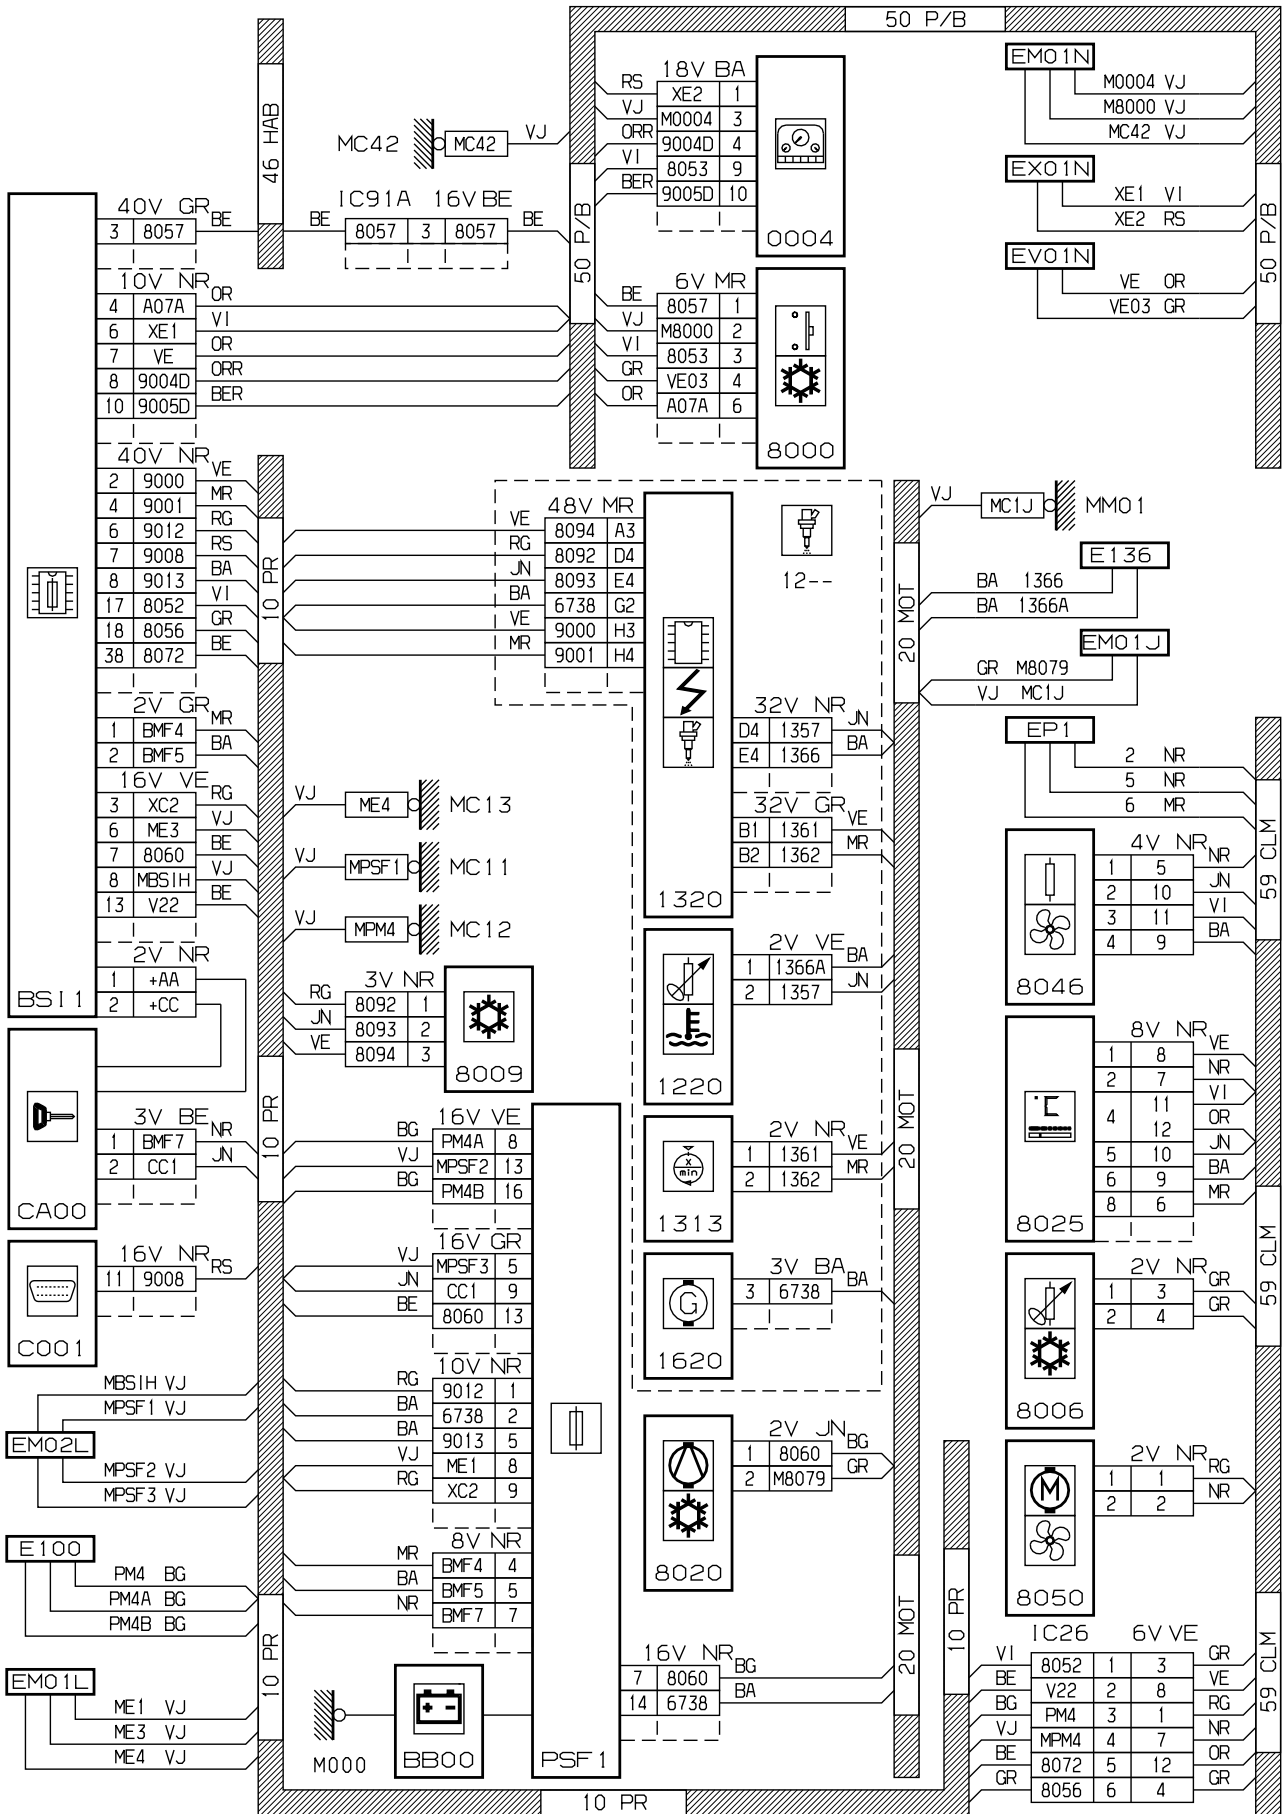 50 P/B
46 HAB
MC42
MC42
VJ
18V BA
RS XE2 1
VJ M0004 3
ORR 9004D 4
VI 8053 9
BER 9005D 10
0004
EM01N
M0004 VJ
M8000 VJ
MC42 VJ
EX01N
XE1 VI
XE2 RS
EV01N
VE OR
VE03 GR
50 P/B
50 P/B
40V GR
3 8057 BE
IC91A 16V BE
BE 8057 3 8057 BE
10V NR
4 A07A OR
6 XE1 VI
7 VE OR
8 9004D ORR
10 9005D BER
6V MR
BE 8057 1
VJ M8000 2
VI 8053 3
GR VE03 4
OR A07A 6
8000
40V NR
2 9000 VE
4 9001 MR
6 9012 RG
7 9008 RS
8 9013 BA
17 8052 VI
18 8056 GR
38 8072 BE
10 PR
48V MR
VE 8094 A3
RG 8092 D4
JN 8093 E4
BA 6738 G2
VE 9000 H3
MR 9001 H4
12--
VJ MC1J MM01
E136
BA 1366
BA 1366A
20 MOT
EM01J
GR M8079
VJ MC1J
2V GR
1 BMF4 MR
2 BMF5 BA
16V VE
3 XC2 RG
6 ME3 VJ
7 8060 BE
8 MBSIH VJ
13 V22 BE
2V NR
1 +AA
2 +CC
BSI1
VJ ME4 MC13
VJ MPSF1 MC11
VJ MPM4 MC12
32V NR
D4 1357 JN
E4 1366 BA
32V GR
B1 1361 VE
B2 1362 MR
1320
EP1
2 NR
5 NR
6 MR
59 CLM
4V NR
1 5 NR
2 10 JN
3 11 VI
4 9 BA
8046
3V NR
RG 8092 1
JN 8093 2
VE 8094 3
8009
2V VE
1 1366A BA
2 1357 JN
1220
8V NR
1 8 VE
2 7 NR
4 11 VI
12 OR
5 10 JN
6 9 BA
8 6 MR
°C
8025
3V BE
1 BMF7 NR
2 CC1 JN
CA00
10 PR
16V VE
BG PM4A 8
VJ MPSF2 13
BG PM4B 16
2V NR
1 1361 VE
2 1362 MR
x
min
1313
20 MOT
16V NR
11 9008 RS
C001
16V GR
VJ MPSF3 5
JN CC1 9
BE 8060 13
3V BA
3 6738 BA
G
1620
2V NR
1 3 GR
2 4 GR
8006
59 CLM
MBSIH VJ
MPSF1 VJ
EM02L
MPSF2 VJ
MPSF3 VJ
10V NR
RG 9012 1
BA 6738 2
BA 9013 5
VJ ME1 8
RG XC2 9
2V JN
1 8060 BG
2 M8079 GR
8020
2V NR
1 1 RG
2 2 NR
M
8050
E100
PM4 BG
PM4A BG
PM4B BG
8V NR
MR BMF4 4
BA BMF5 5
NR BMF7 7
10 PR
EM01L
ME1 VJ
ME3 VJ
ME4 VJ
M000
+ -
BB00
PSF1
16V NR
7 8060 BG
14 6738 BA
20 MOT
10 PR
IC26 6V VE
VI 8052 1 3 GR
BE V22 2 8 VE
BG PM4 3 1 RG
VJ MPM4 4 7 NR
BE 8072 5 12 OR
GR 8056 6 4 GR
59 CLM
10 PR